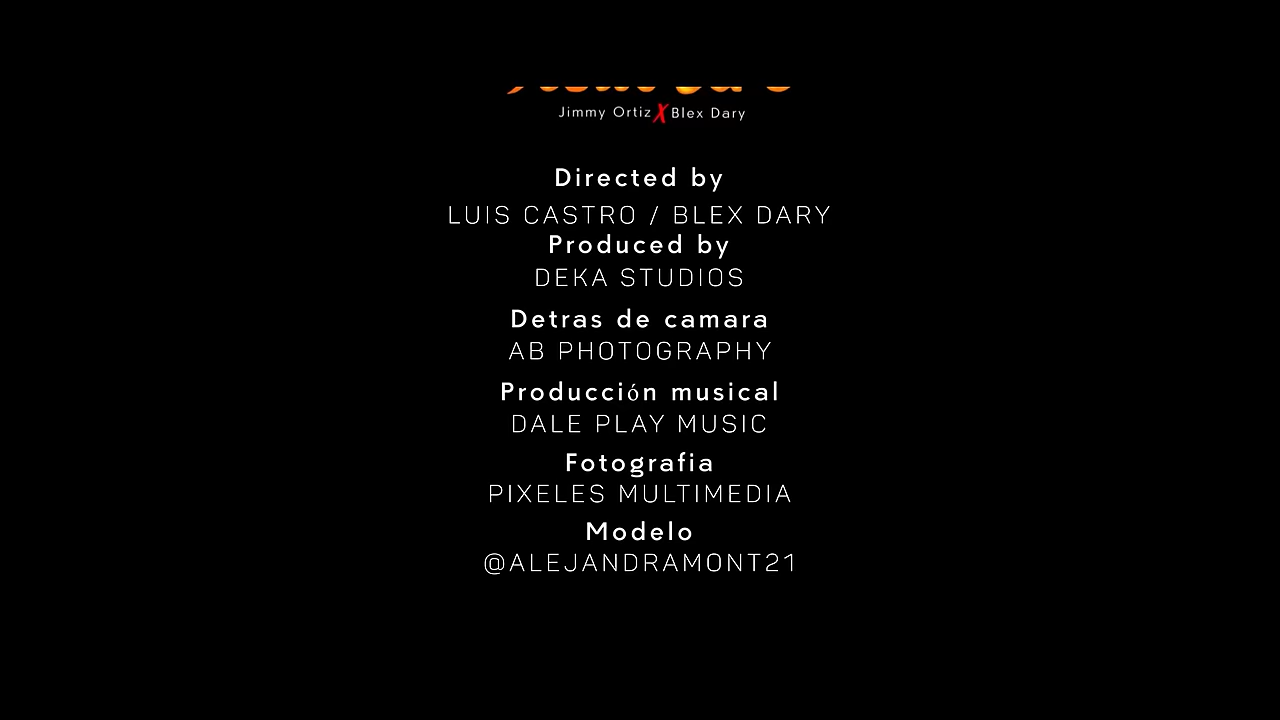 Jimmy Ortiz X Blex Dary
Directed by
LUIS CASTRO / BLEX DARY
Produced by
DEKA STUDIOS
Detras de camara
AB PHOTOGRAPHY
Producción musical
DALE PLAY MUSIC
Fotografia
PIXELES MULTIMEDIA
Modelo
@ALEJANDRAMONT21